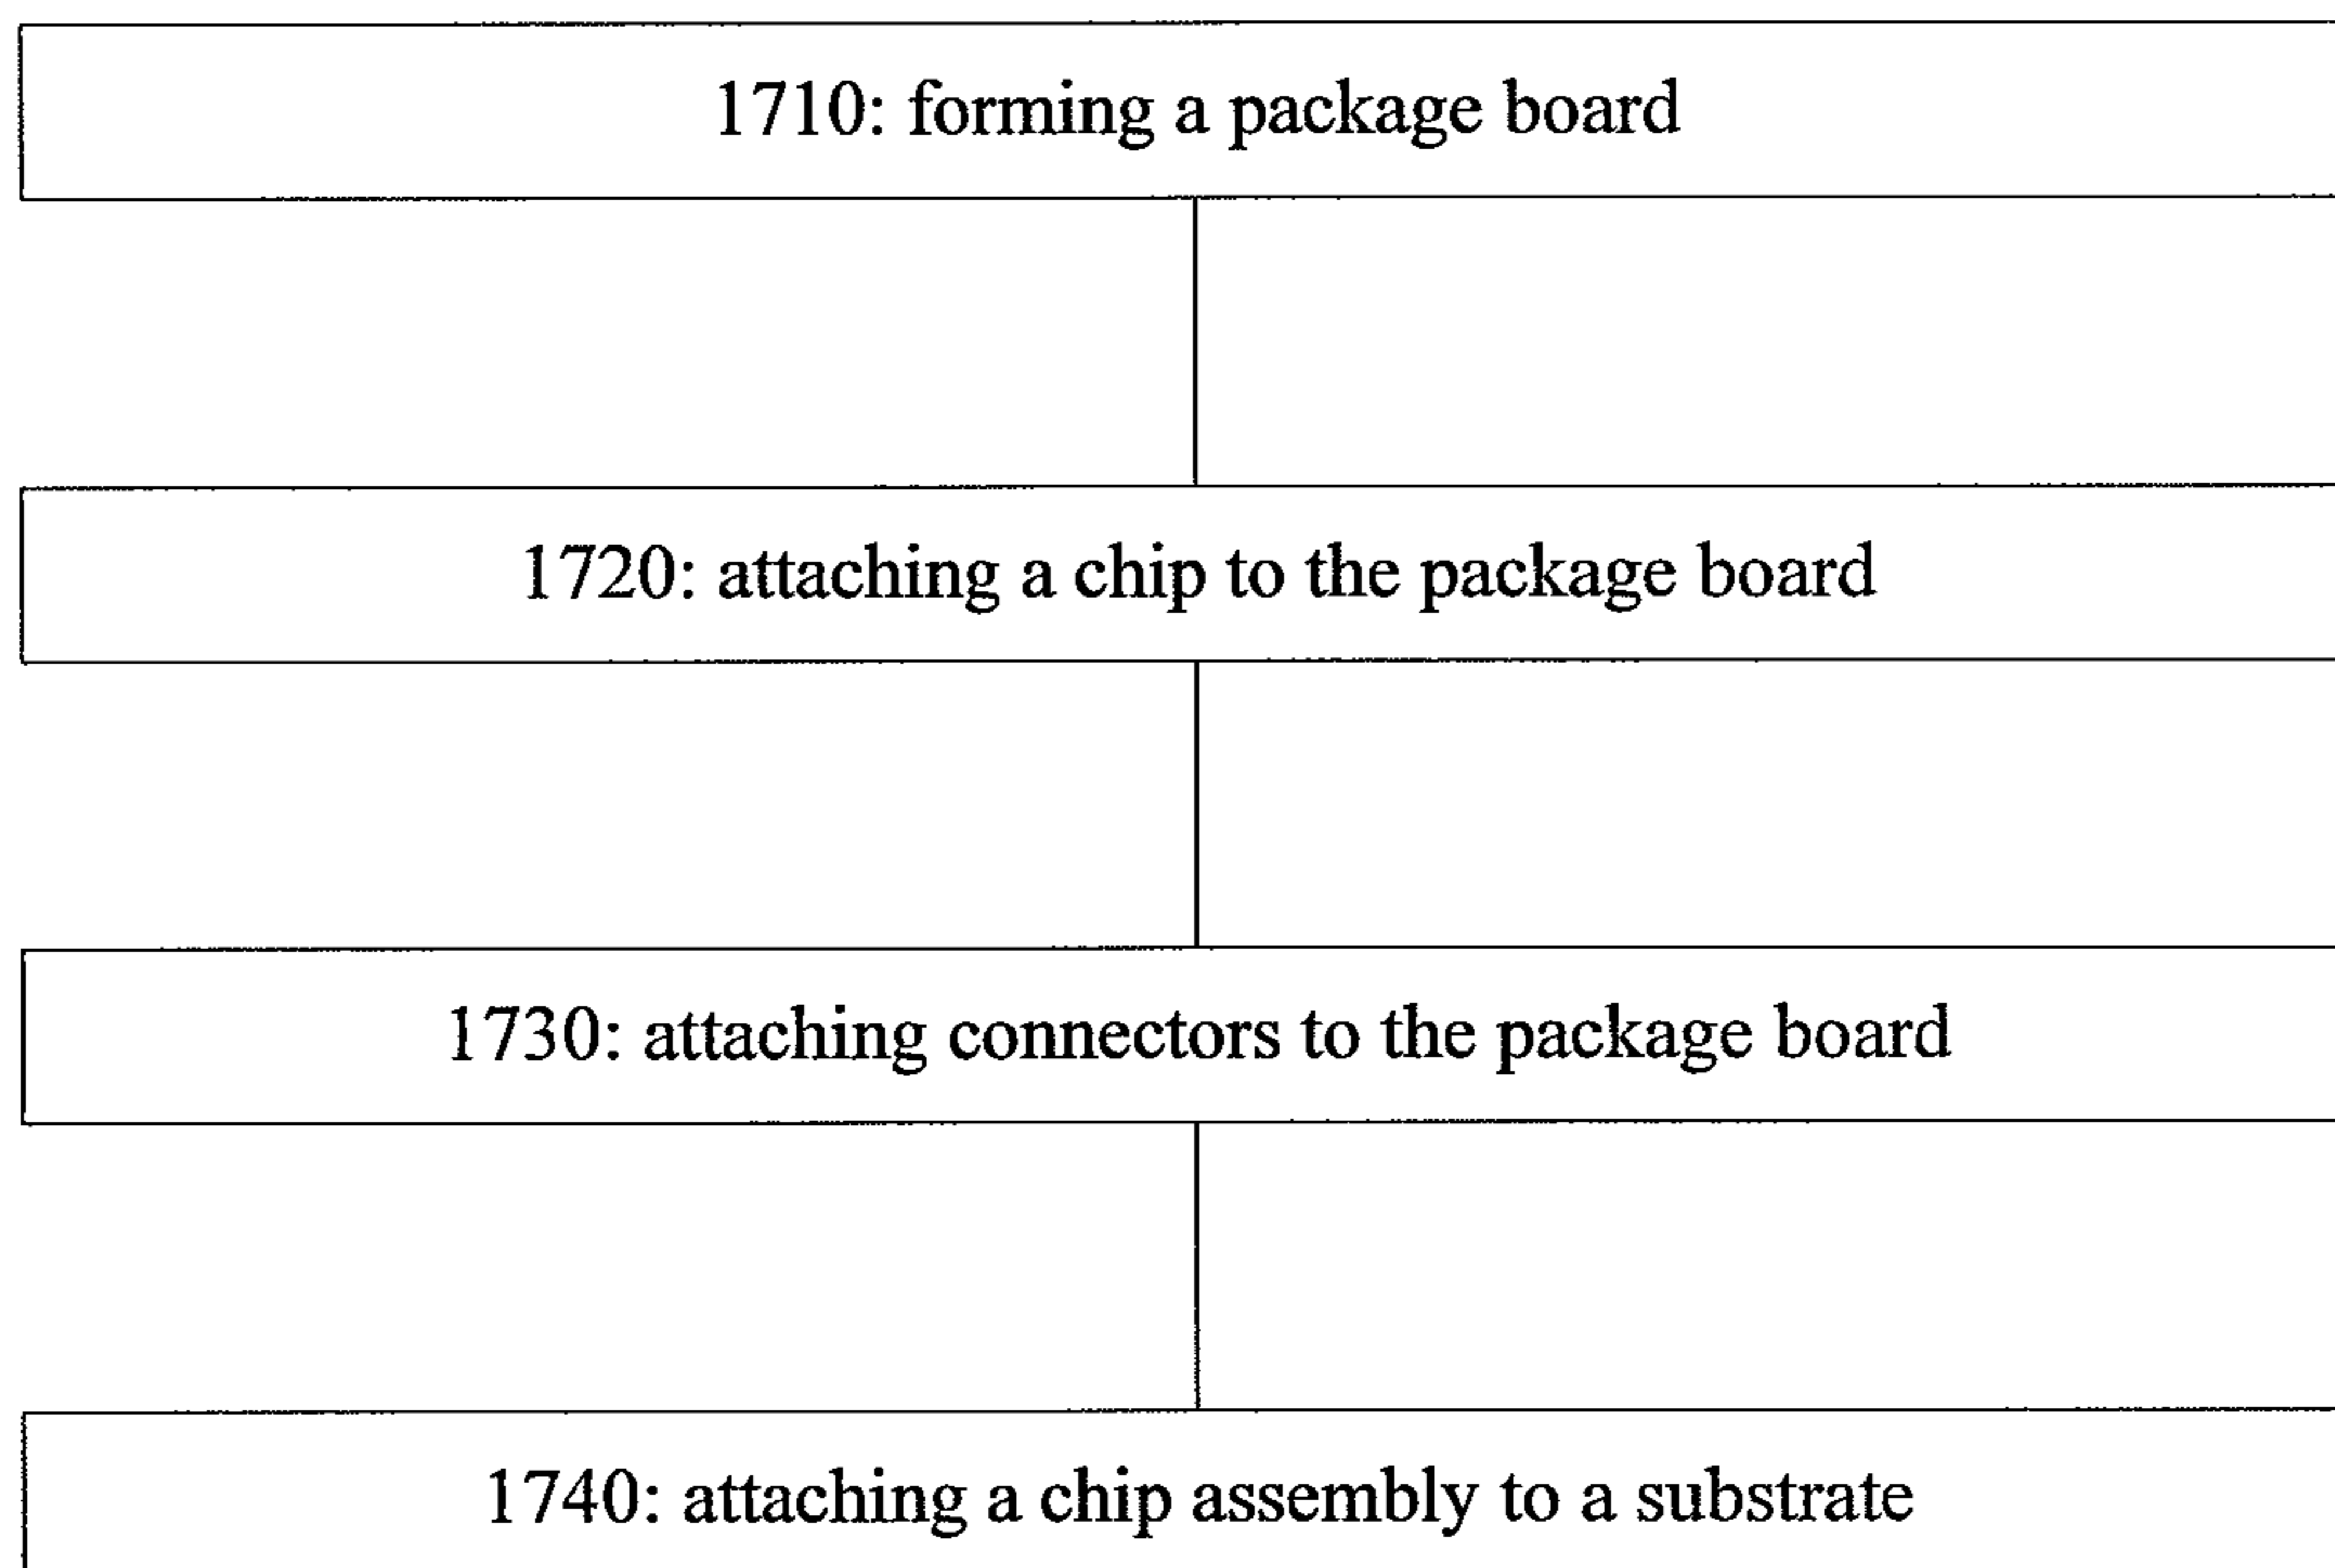 1710: forming a package board
1720: attaching a chip to the package board
1730: attaching connectors to the package board
1740: attaching a chip assembly to a substrate